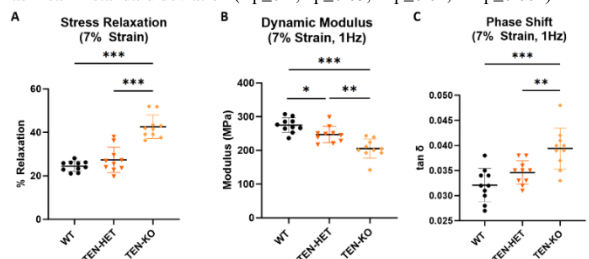 A
Stress Relaxation
(7% Strain)
***
***
% Relaxation
60
40
20
0
WT
TEN-HET
TEN-KO
B
Dynamic Modulus
(7% Strain, 1Hz)
***
*
**
Modulus (MPa)
400
300
200
100
0
WT
TEN-HET
TEN-KO
C
Phase Shift
(7% Strain, 1Hz)
***
**
tan δ
0.050
0.045
0.040
0.035
0.030
0.025
WT
TEN-HET
TEN-KO